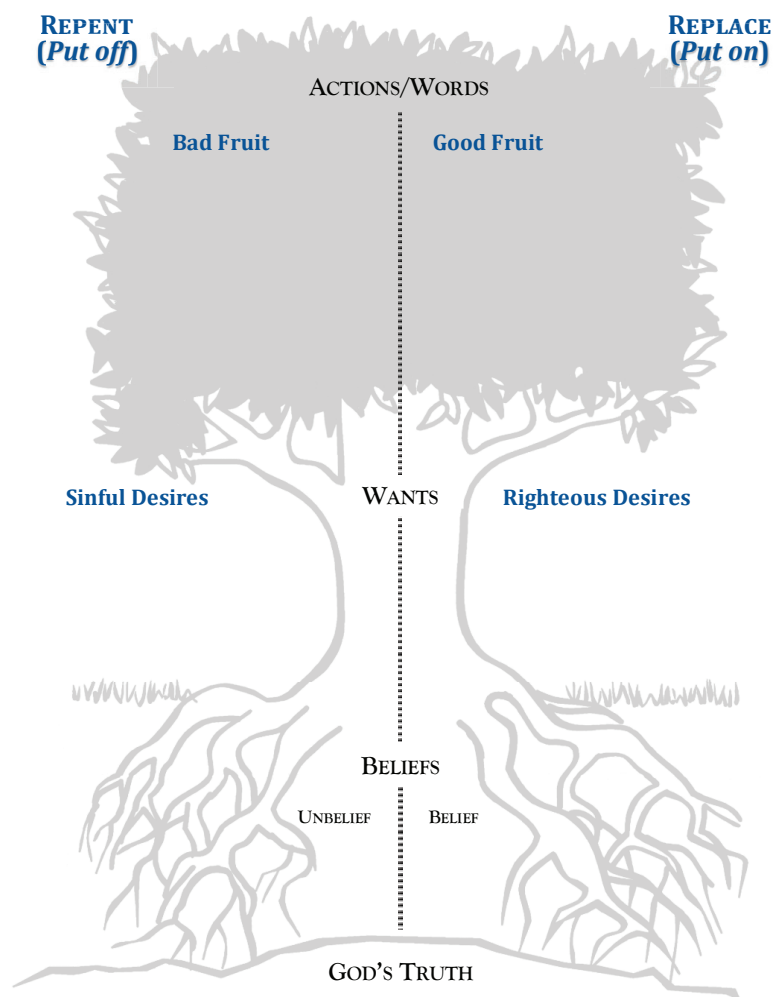 REPENT
(Put off)
REPLACE
(Put on)
ACTIONS/WORDS
Bad Fruit
Good Fruit
Sinful Desires
WANTS
Righteous Desires
BELIEFS
UNBELIEF
BELIEF
GOD'S TRUTH